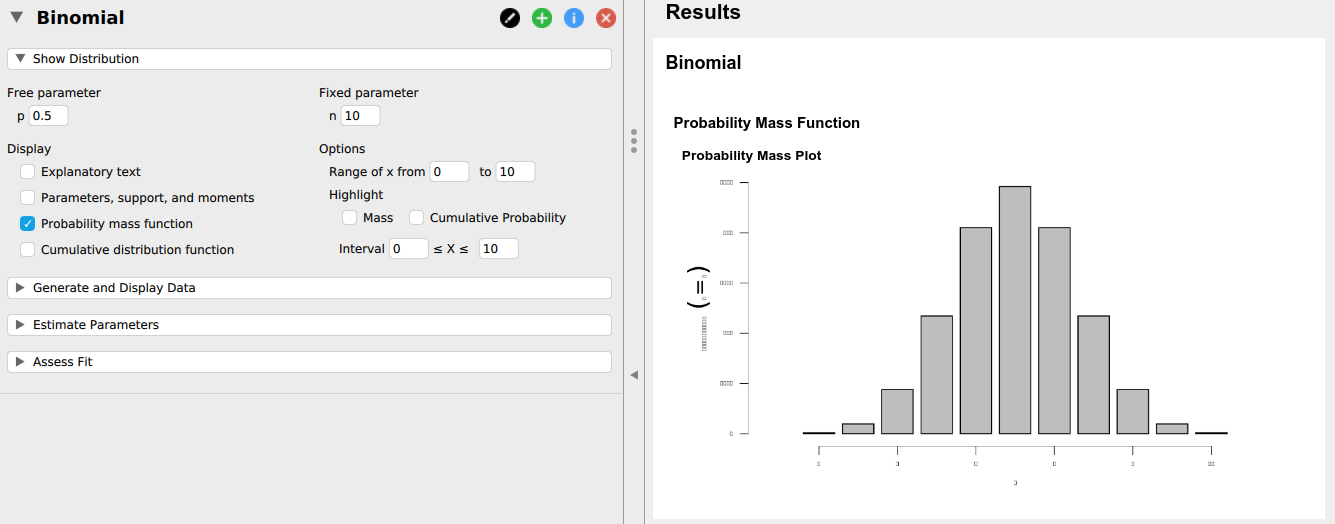 Binomial
Show Distribution
Free parameter
p 0.5
Fixed parameter
n 10
Display
Explanatory text
Parameters, support, and moments
Probability mass function
Cumulative distribution function
Options
Range of x from 0 to 10
Highlight
Mass Cumulative Probability
Interval 0 ≤ X ≤ 10
Generate and Display Data
Estimate Parameters
Assess Fit
Results
Binomial
Probability Mass Function
Probability Mass Plot